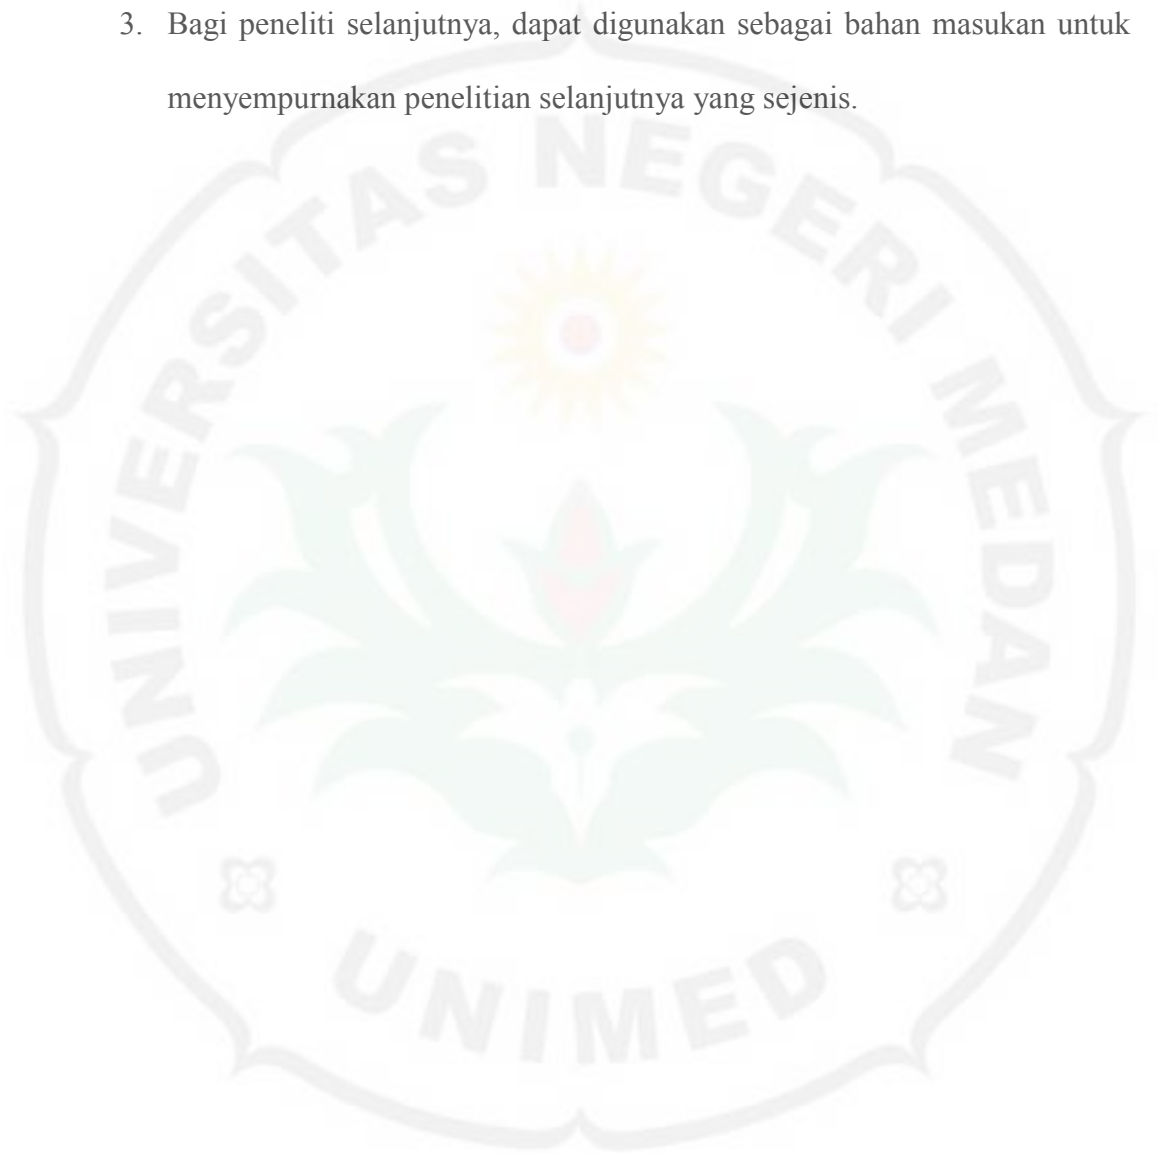 3. Bagi peneliti selanjutnya, dapat digunakan sebagai bahan masukan untuk
menyempurnakan penelitian selanjutnya yang sejenis.
UNIVERSITAS NEGERI MEDAN
UNIMED